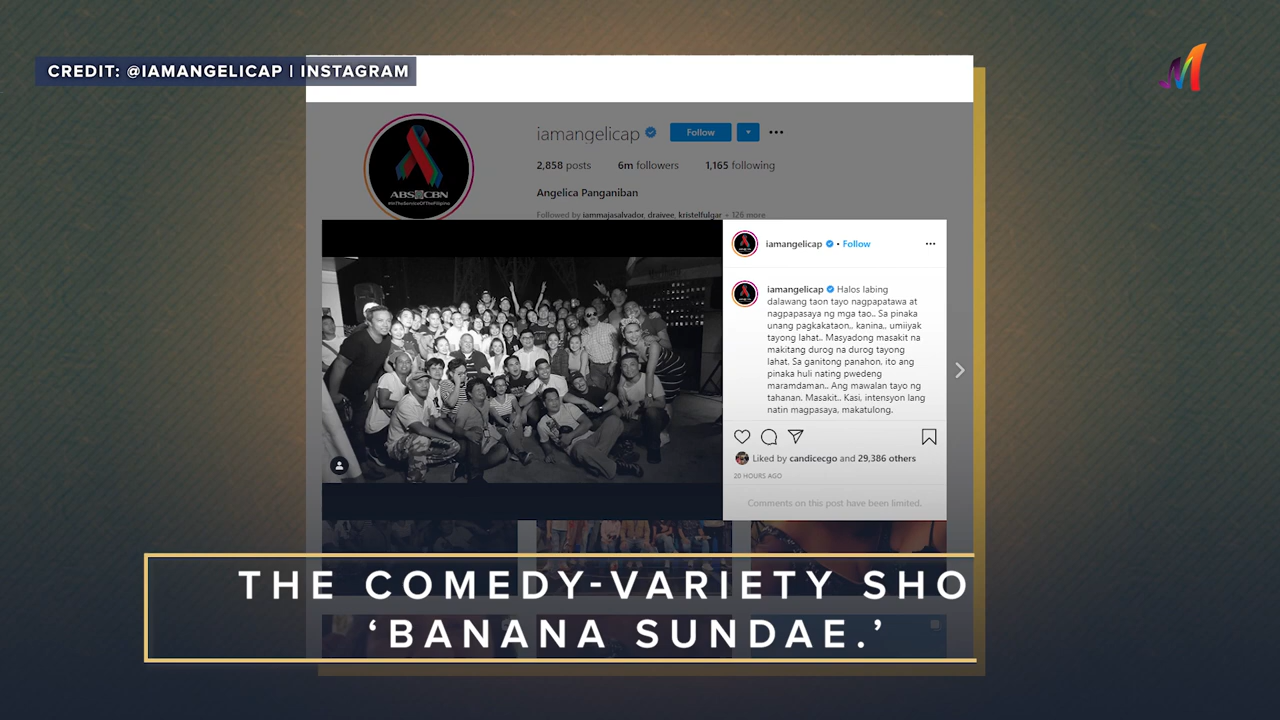 CREDIT: @IAMANGELICAP | INSTAGRAM
iamangelicap
Follow
2,858 posts 6m followers 1,165 following
Angelica Panganiban
Followed by iammajasalvador, draivee, kristelfulgar + 126 more
ABS CBN
#InTheServiceOfTheFilipino
iamangelicap • Follow
iamangelicap Halos labing
dalawang taon tayo nagpapatawa at
nagpapasaya ng mga tao.. Sa pinaka
unang pagkakataon.. kanina.. umiiyak
tayong lahat.. Masyadong masakit na
makitang durog na durog tayong
lahat. Sa ganitong panahon, ito ang
pinaka huli nating pwedeng
maramdaman.. Ang mawalan tayo ng
tahanan. Masakit.. Kasi, intensyon lang
natin magpasaya, makatulong.
Liked by candicecgo and 29,386 others
20 HOURS AGO
Comments on this post have been limited.
THE COMEDY-VARIETY SHO
‘BANANA SUNDAE.’